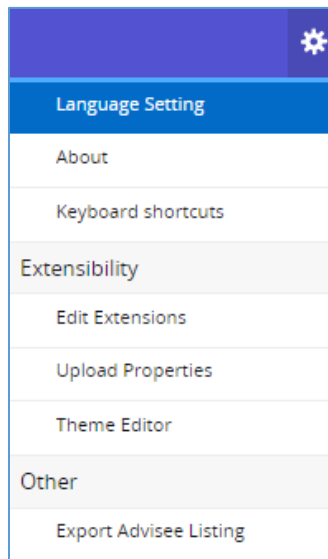 Language Setting
About
Keyboard shortcuts
Extensibility
Edit Extensions
Upload Properties
Theme Editor
Other
Export Advisee Listing